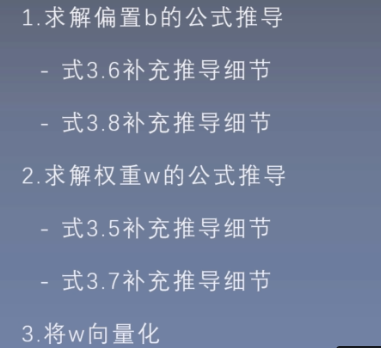 1.求解偏置b的公式推导
- 式3.6补充推导细节
- 式3.8补充推导细节
2.求解权重w的公式推导
- 式3.5补充推导细节
- 式3.7补充推导细节
3.将w向量化